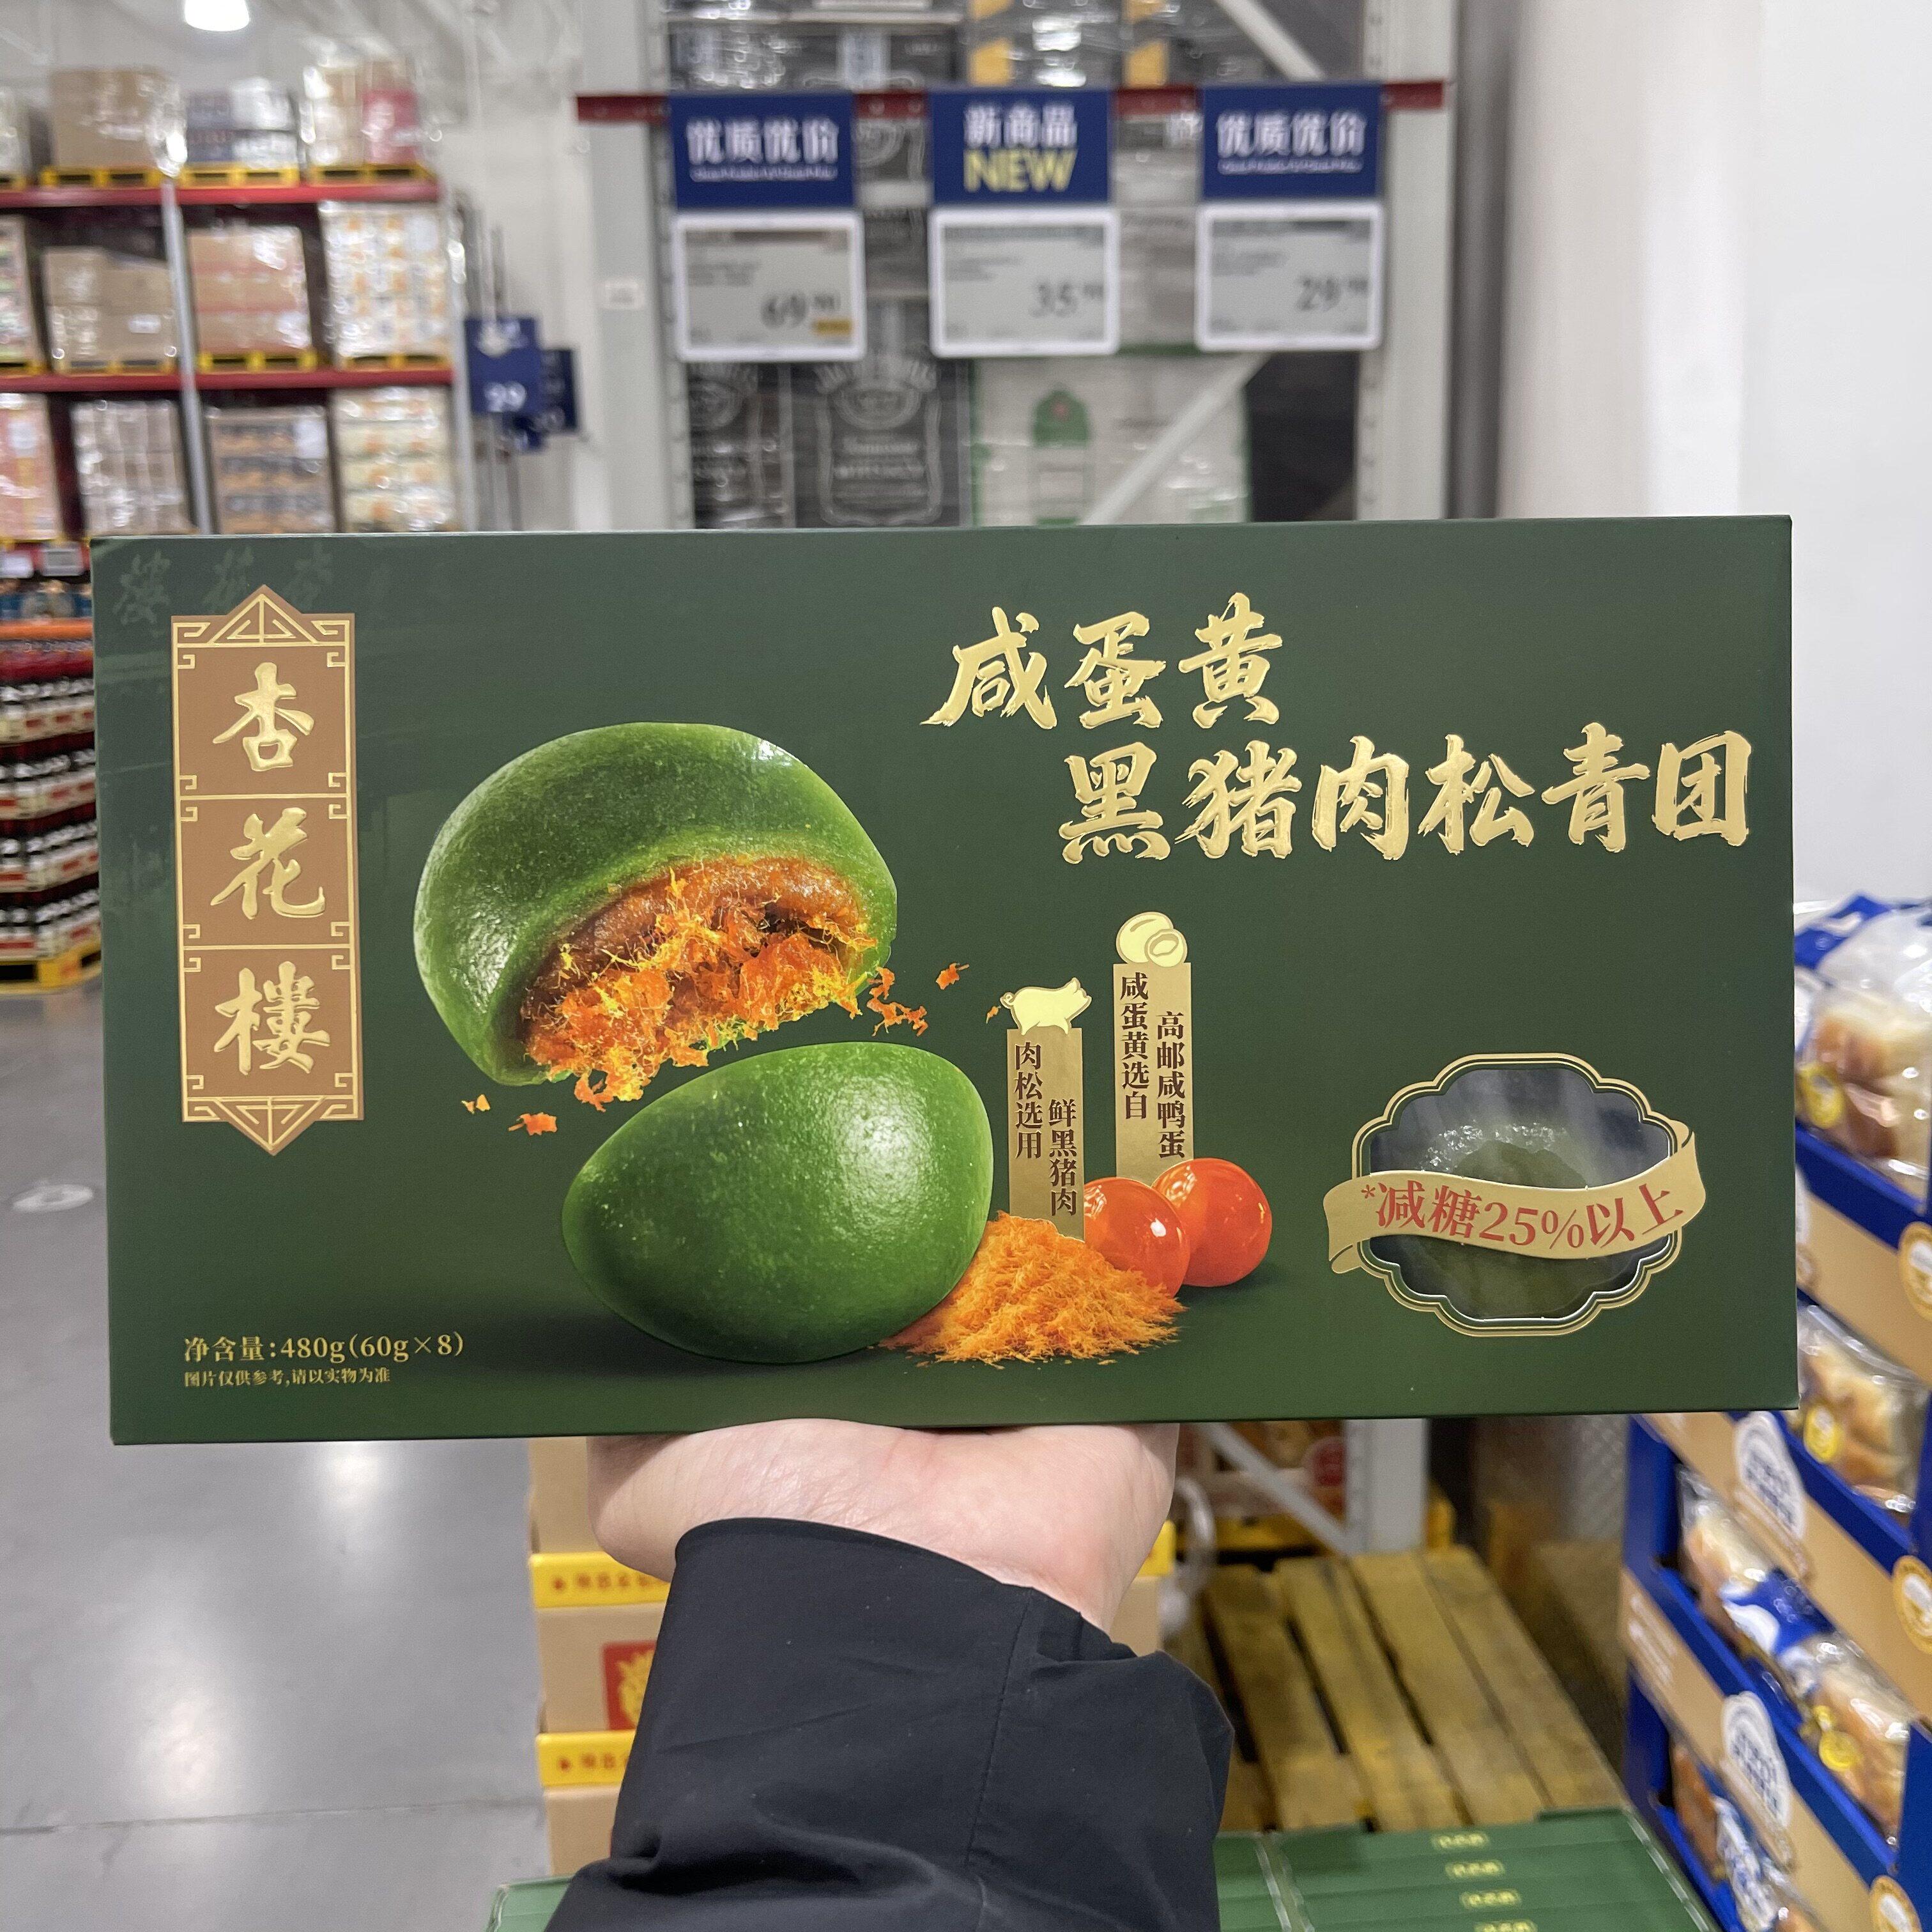 优质优价
新商品
NEW
优质优价
69.90
35.90
29.90
29
杏花楼
咸蛋黄
黑猪肉松青团
咸蛋黄选自
高邮咸鸭蛋
肉松选用
鲜黑猪肉
*减糖25%以上
净含量:480g(60g×8)
图片仅供参考,请以实物为准